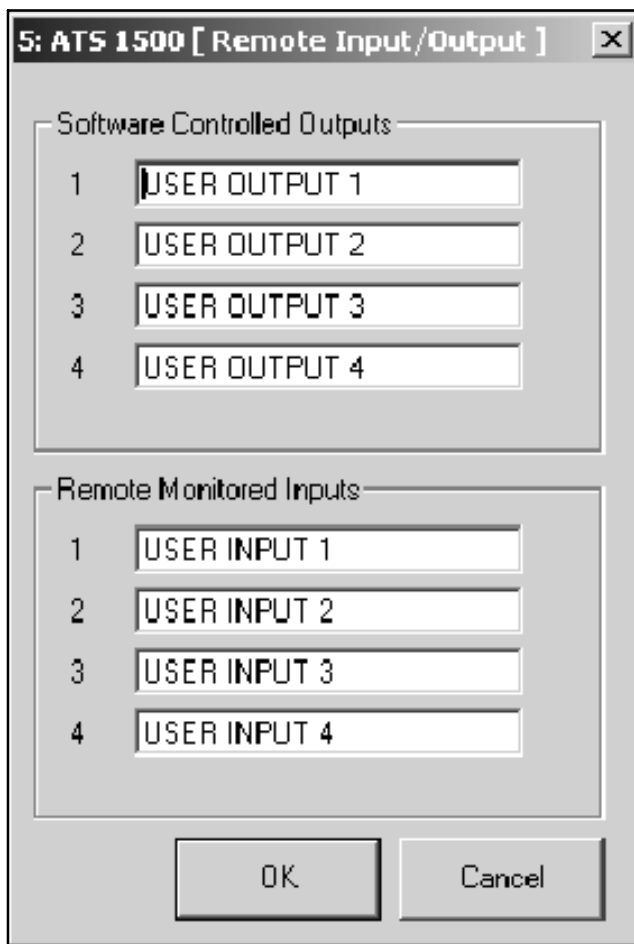 5: ATS 1500 [ Remote Input/Output ]
Software Controlled Outputs
1 USER OUTPUT 1
2 USER OUTPUT 2
3 USER OUTPUT 3
4 USER OUTPUT 4
Remote Monitored Inputs
1 USER INPUT 1
2 USER INPUT 2
3 USER INPUT 3
4 USER INPUT 4
OK Cancel